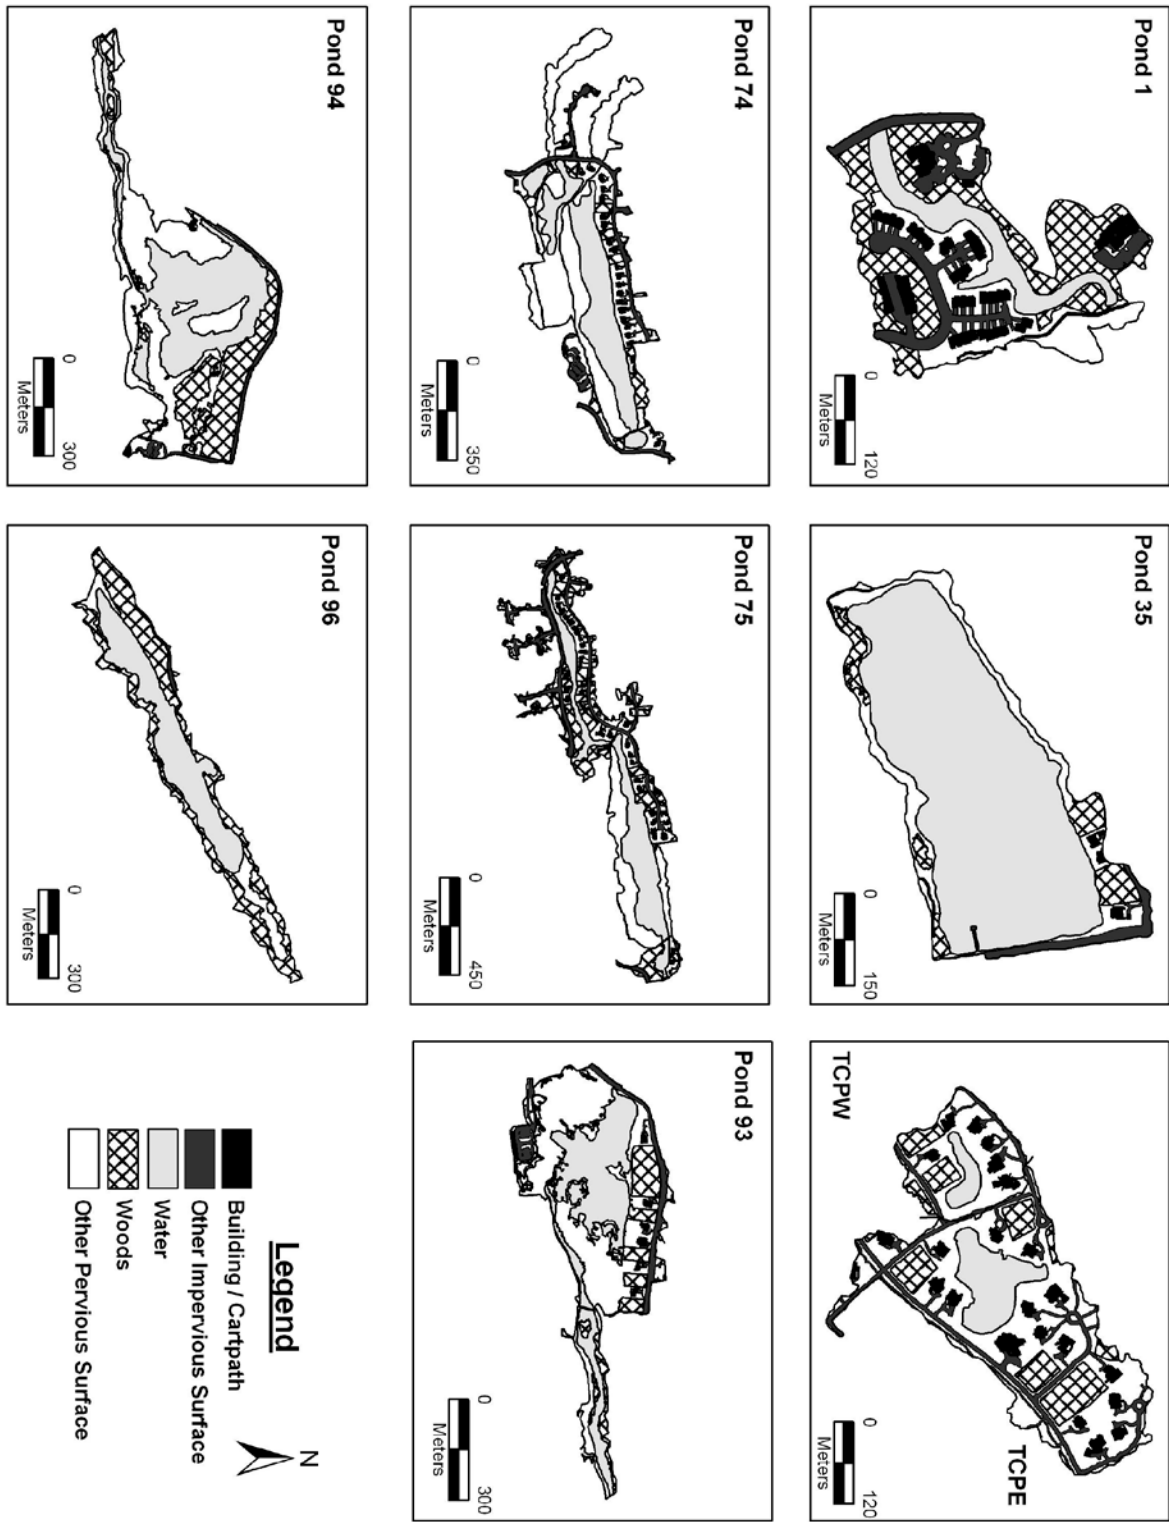 Pond 1
0 120
Meters
Pond 35
0 150
Meters
TCPE
TCPW
0 120
Meters
Pond 74
0 350
Meters
Pond 75
0 450
Meters
Pond 93
0 300
Meters
Pond 94
0 300
Meters
Pond 96
0 300
Meters
N
Legend
Building / Cartpath
Other Impervious Surface
Water
Woods
Other Pervious Surface